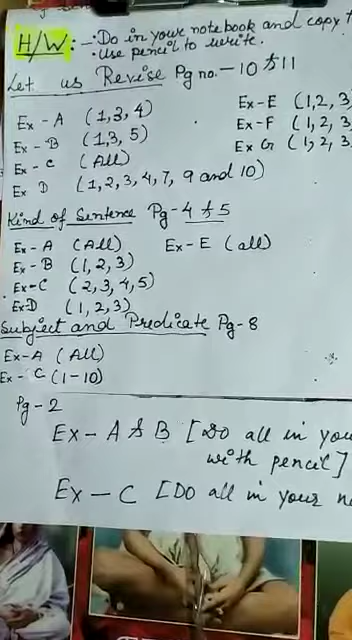 H/W:- • Do in your notebook and copy
• Use pencil to write.
Let us Revise Pg no. - 10 & 11
Ex - A (1,3,4)
Ex - B (1,3,5)
Ex - C (All)
Ex D (1,2,3,4,7,9 and 10)
Ex - E (1,2,3
Ex - F (1,2,3
Ex G (1,2,3
Kind of Sentence Pg - 4 & 5
Ex - A (All)
Ex - B (1,2,3)
Ex - C (2,3,4,5)
Ex D (1,2,3)
Ex - E (all)
Subject and Predicate Pg - 8
Ex - A (All)
Ex - C (1-10)
Pg - 2
Ex - A & B [Do all in you
with pencil]
Ex - C [DO all in your